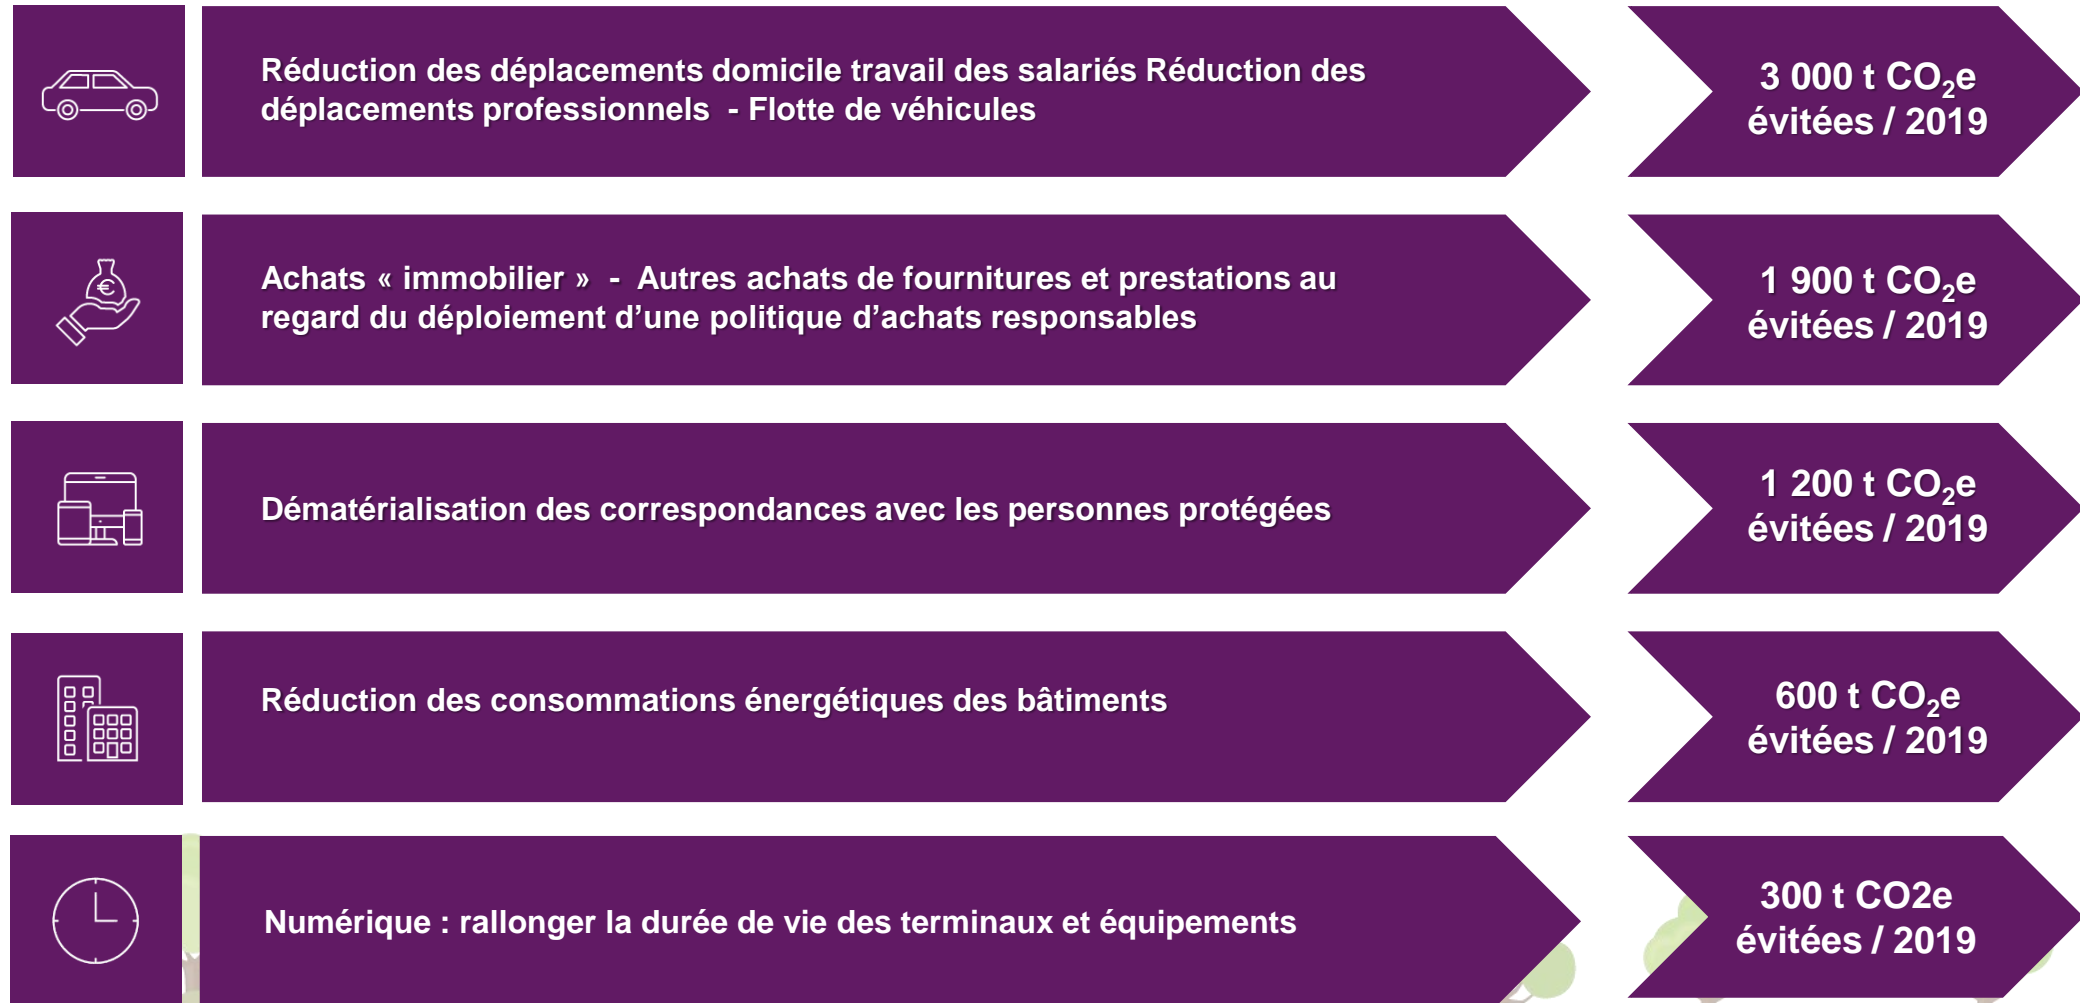 Réduction des déplacements domicile travail des salariés Réduction des
déplacements professionnels - Flotte de véhicules
3 000 t CO₂e
évitées / 2019
€
Achats « immobilier » - Autres achats de fournitures et prestations au
regard du déploiement d’une politique d’achats responsables
1 900 t CO₂e
évitées / 2019
Dématérialisation des correspondances avec les personnes protégées
1 200 t CO₂e
évitées / 2019
Réduction des consommations énergétiques des bâtiments
600 t CO₂e
évitées / 2019
Numérique : rallonger la durée de vie des terminaux et équipements
300 t CO2e
évitées / 2019